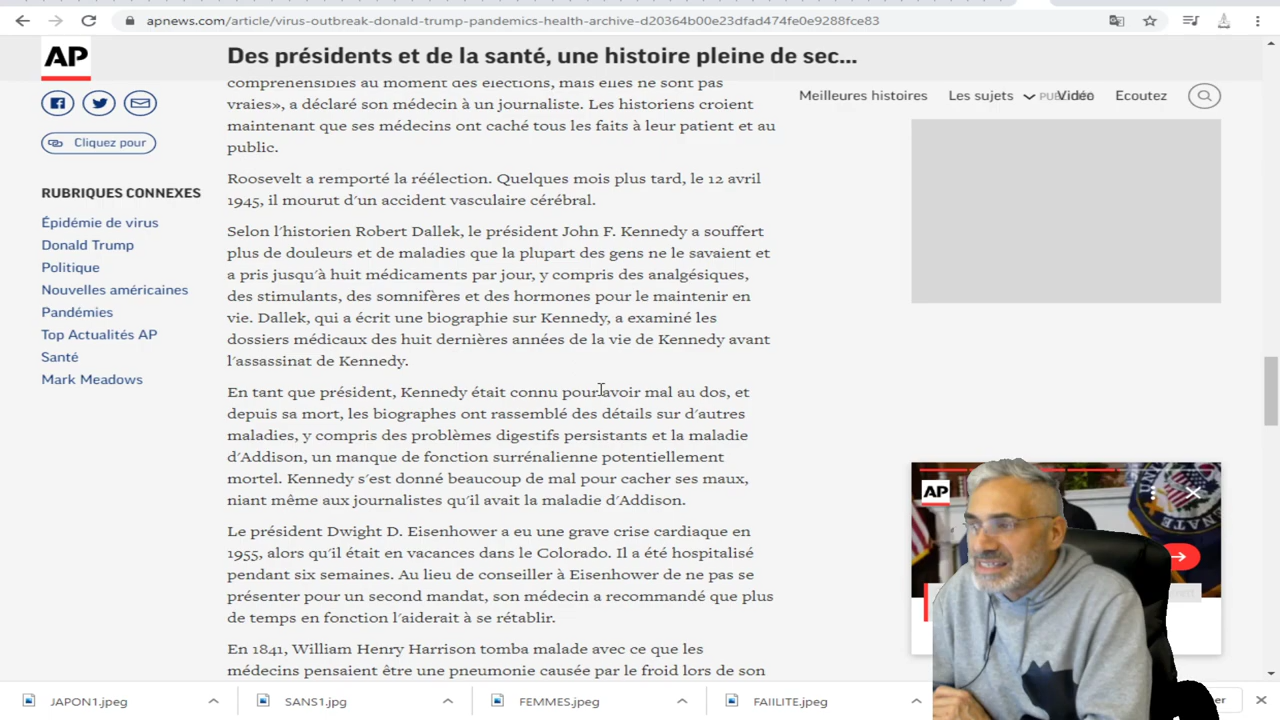 apnews.com/article/virus-outbreak-donald-trump-pandemics-health-archive-d20364b00e23dfad474fe0e9288fce83
AP
Des présidents et de la santé, une histoire pleine de sec...
Meilleures histoires
Les sujets
Vidéo
Ecoutez
Cliquez pour
RUBRIQUES CONNEXES
Épidémie de virus
Donald Trump
Politique
Nouvelles américaines
Pandémies
Top Actualités AP
Santé
Mark Meadows
compréhensibles au moment des élections, mais elles ne sont pas
vraies», a déclaré son médecin à un journaliste. Les historiens croient
maintenant que ses médecins ont caché tous les faits à leur patient et au
public.
Roosevelt a remporté la réélection. Quelques mois plus tard, le 12 avril
1945, il mourut d'un accident vasculaire cérébral.
Selon l'historien Robert Dallek, le président John F. Kennedy a souffert
plus de douleurs et de maladies que la plupart des gens ne le savaient et
a pris jusqu'à huit médicaments par jour, y compris des analgésiques,
des stimulants, des somnifères et des hormones pour le maintenir en
vie. Dallek, qui a écrit une biographie sur Kennedy, a examiné les
dossiers médicaux des huit dernières années de la vie de Kennedy avant
l'assassinat de Kennedy.
En tant que président, Kennedy était connu pour avoir mal au dos, et
depuis sa mort, les biographes ont rassemblé des détails sur d'autres
maladies, y compris des problèmes digestifs persistants et la maladie
d'Addison, un manque de fonction surrénalienne potentiellement
mortel. Kennedy s'est donné beaucoup de mal pour cacher ses maux,
niant même aux journalistes qu'il avait la maladie d'Addison.
Le président Dwight D. Eisenhower a eu une grave crise cardiaque en
1955, alors qu'il était en vacances dans le Colorado. Il a été hospitalisé
pendant six semaines. Au lieu de conseiller à Eisenhower de ne pas se
présenter pour un second mandat, son médecin a recommandé que plus
de temps en fonction l'aiderait à se rétablir.
En 1841, William Henry Harrison tomba malade avec ce que les
médecins pensaient être une pneumonie causée par le froid lors de son
AP
JAPON1.jpeg
SANS1.jpg
FEMMES.jpeg
FAIILITE.jpeg